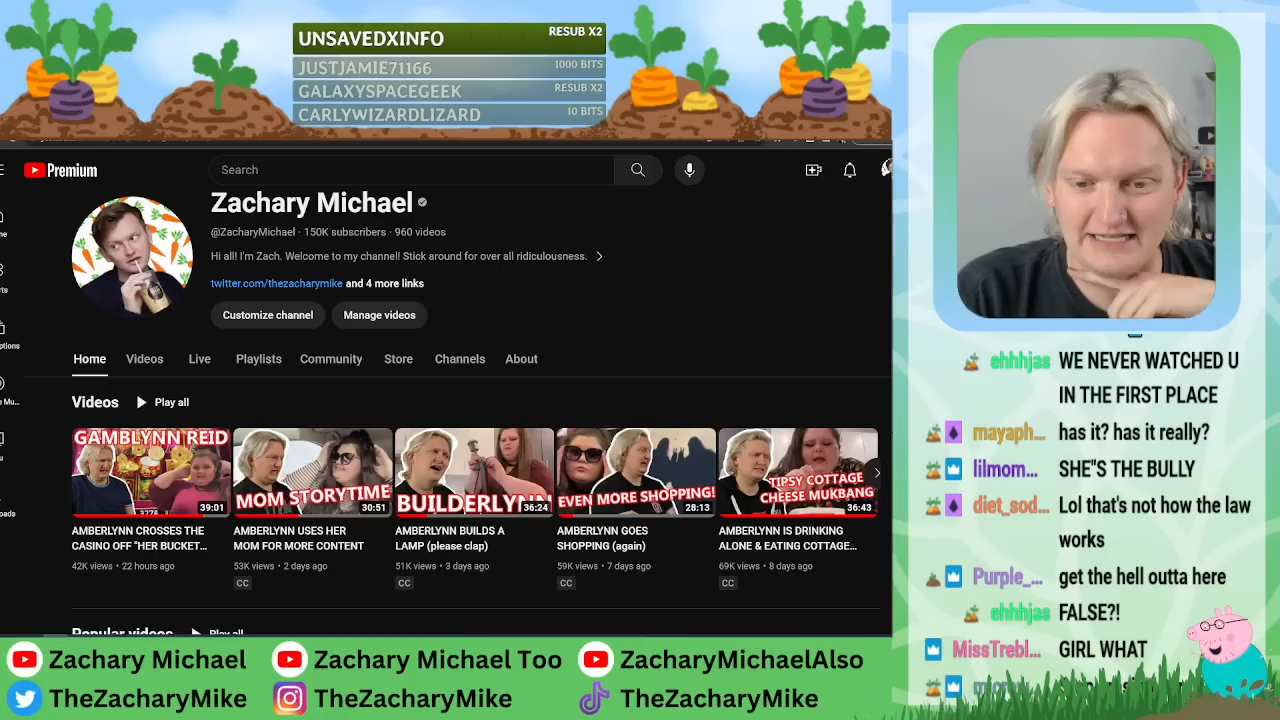 UNSAVEDXINFO RESUB X2
JUSTJAMIE71166 1000 BITS
GALAXYSPACEGEEK RESUB X2
CARLYWIZARDLIZARD 10 BITS
Premium
Search
Zachary Michael
@ZacharyMichael · 150K subscribers · 960 videos
Hi all! I'm Zach. Welcome to my channel! Stick around for over all ridiculousness.
twitter.com/thezacharymike and 4 more links
Customize channel Manage videos
Home Videos Live Playlists Community Store Channels About
Videos Play all
GAMBLYNN REID
39:01
MOM STORYTIME
30:51
BUILDERLYNN
36:24
EVEN MORE SHOPPING!
28:13
TIPSY COTTAGE
CHEESE MUKBANG
36:43
AMBERLYNN CROSSES THE
CASINO OFF "HER BUCKET...
42K views · 22 hours ago
AMBERLYNN USES HER
MOM FOR MORE CONTENT
53K views · 2 days ago
CC
AMBERLYNN BUILDS A
LAMP (please clap)
51K views · 3 days ago
CC
AMBERLYNN GOES
SHOPPING (again)
59K views · 7 days ago
CC
AMBERLYNN IS DRINKING
ALONE & EATING COTTAGE...
69K views · 8 days ago
CC
Popular videos Play all
ehhhjas WE NEVER WATCHED U
IN THE FIRST PLACE
mayaph... has it? has it really?
lilmom... SHE"S THE BULLY
diet_sod... Lol that's not how the law
works
Purple_... get the hell outta here
ehhhjas FALSE?!
MissTrebl... GIRL WHAT
Zachary Michael Zachary Michael Too ZacharyMichaelAlso
TheZacharyMike TheZacharyMike TheZacharyMike